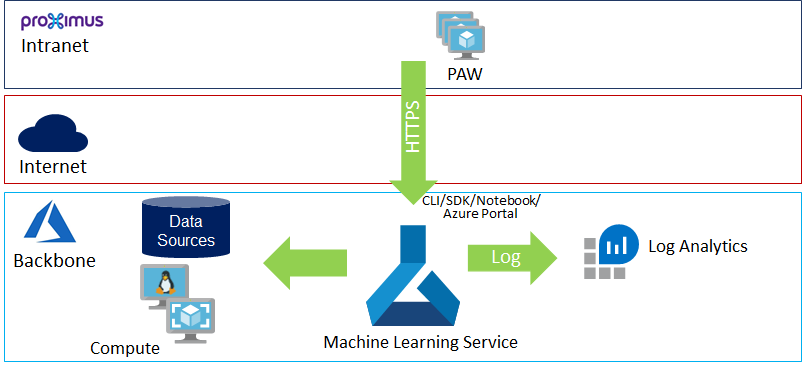 proximus
Intranet
PAW
HTTPS
Internet
CLI/SDK/Notebook/
Azure Portal
Data
Sources
Backbone
Log
Log Analytics
Compute
Machine Learning Service